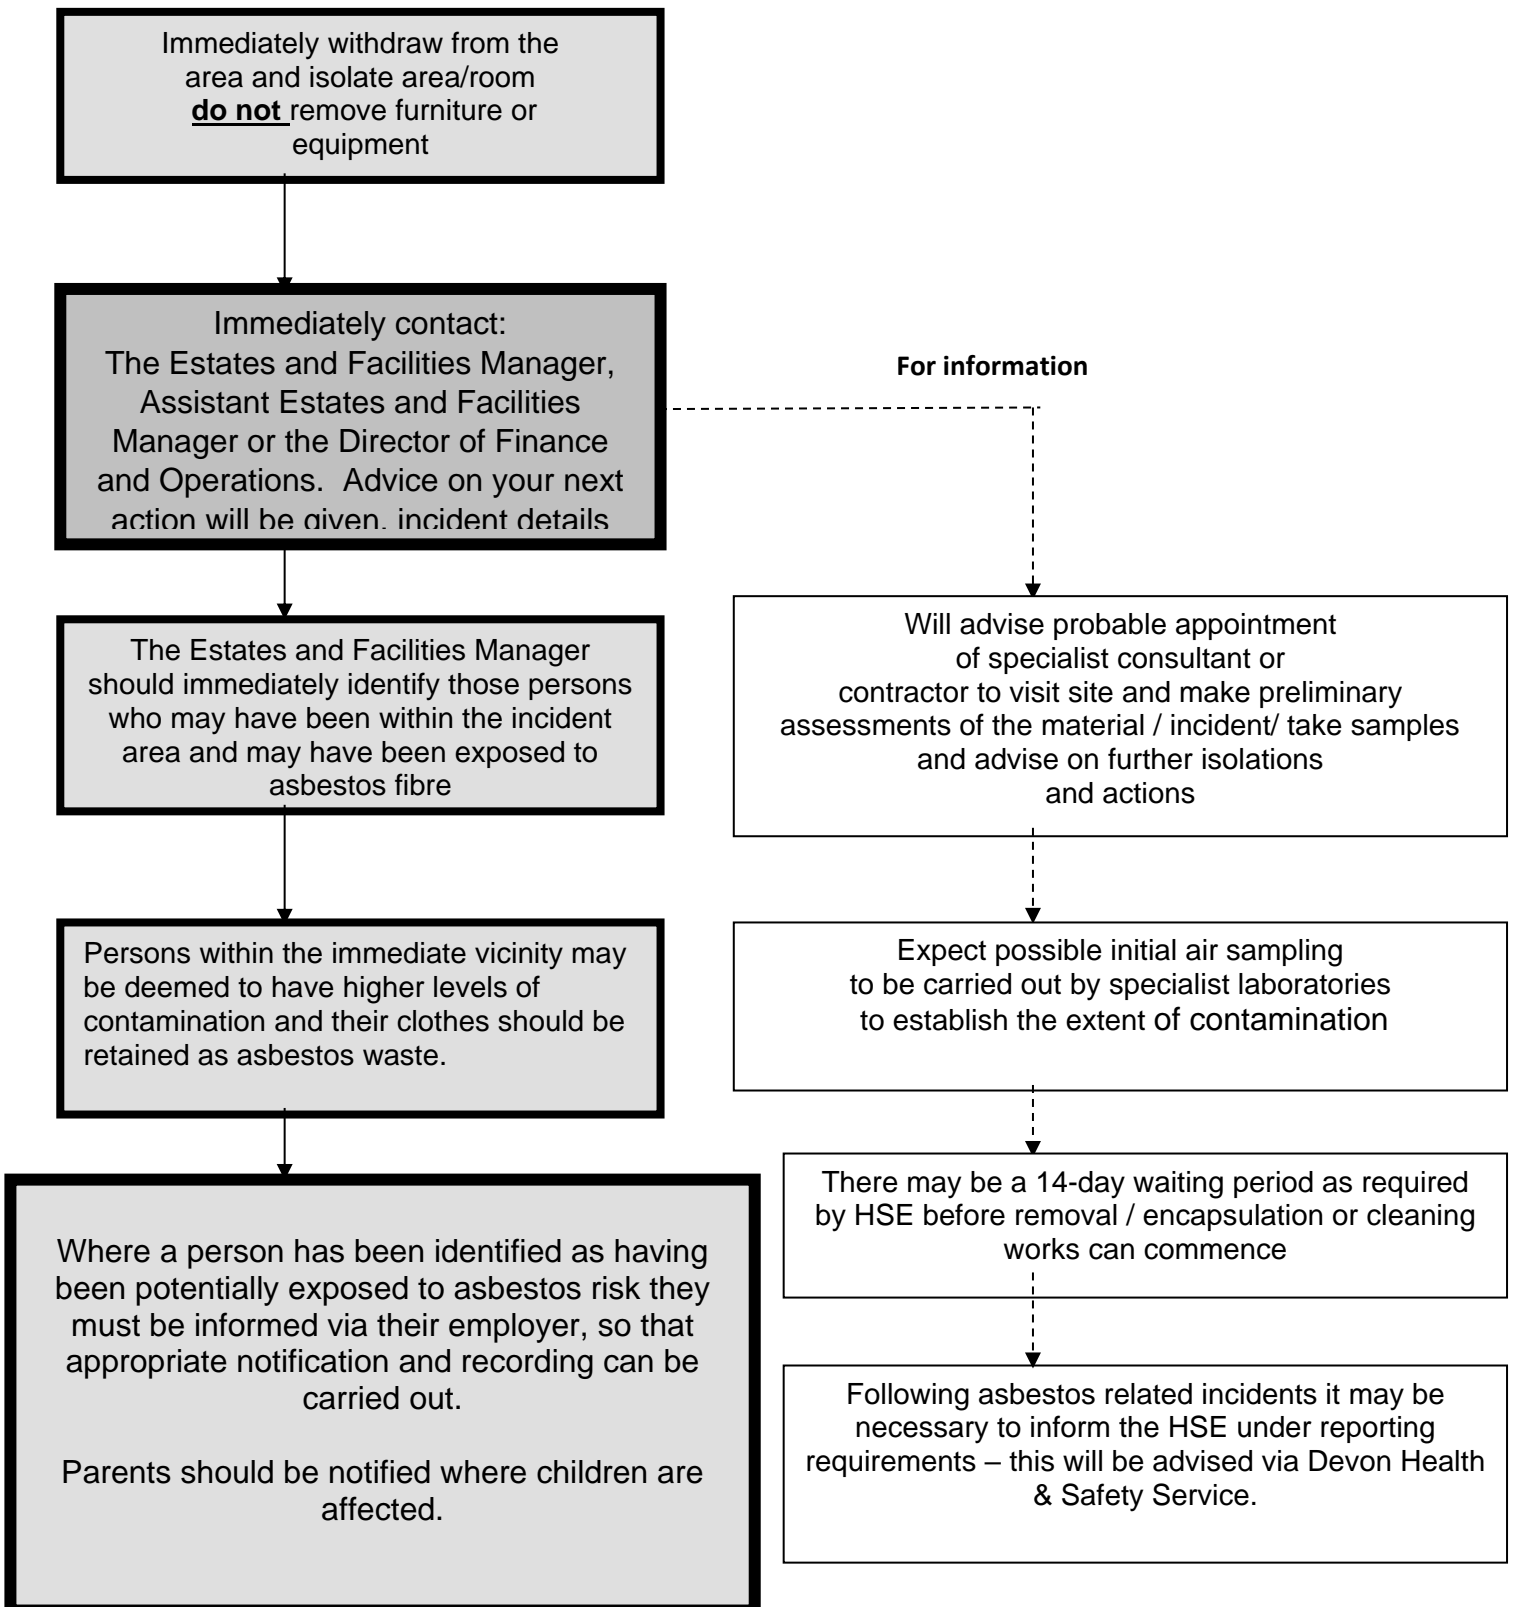 Immediately withdraw from the
area and isolate area/room
do not remove furniture or
equipment
Immediately contact:
The Estates and Facilities Manager,
Assistant Estates and Facilities
Manager or the Director of Finance
and Operations. Advice on your next
action will be given, incident details
For information
The Estates and Facilities Manager
should immediately identify those persons
who may have been within the incident
area and may have been exposed to
asbestos fibre
Persons within the immediate vicinity may
be deemed to have higher levels of
contamination and their clothes should be
retained as asbestos waste.
Where a person has been identified as having
been potentially exposed to asbestos risk they
must be informed via their employer, so that
appropriate notification and recording can be
carried out.
Parents should be notified where children are
affected.
Will advise probable appointment
of specialist consultant or
contractor to visit site and make preliminary
assessments of the material / incident/ take samples
and advise on further isolations
and actions
Expect possible initial air sampling
to be carried out by specialist laboratories
to establish the extent of contamination
There may be a 14-day waiting period as required
by HSE before removal / encapsulation or cleaning
works can commence
Following asbestos related incidents it may be
necessary to inform the HSE under reporting
requirements – this will be advised via Devon Health
& Safety Service.